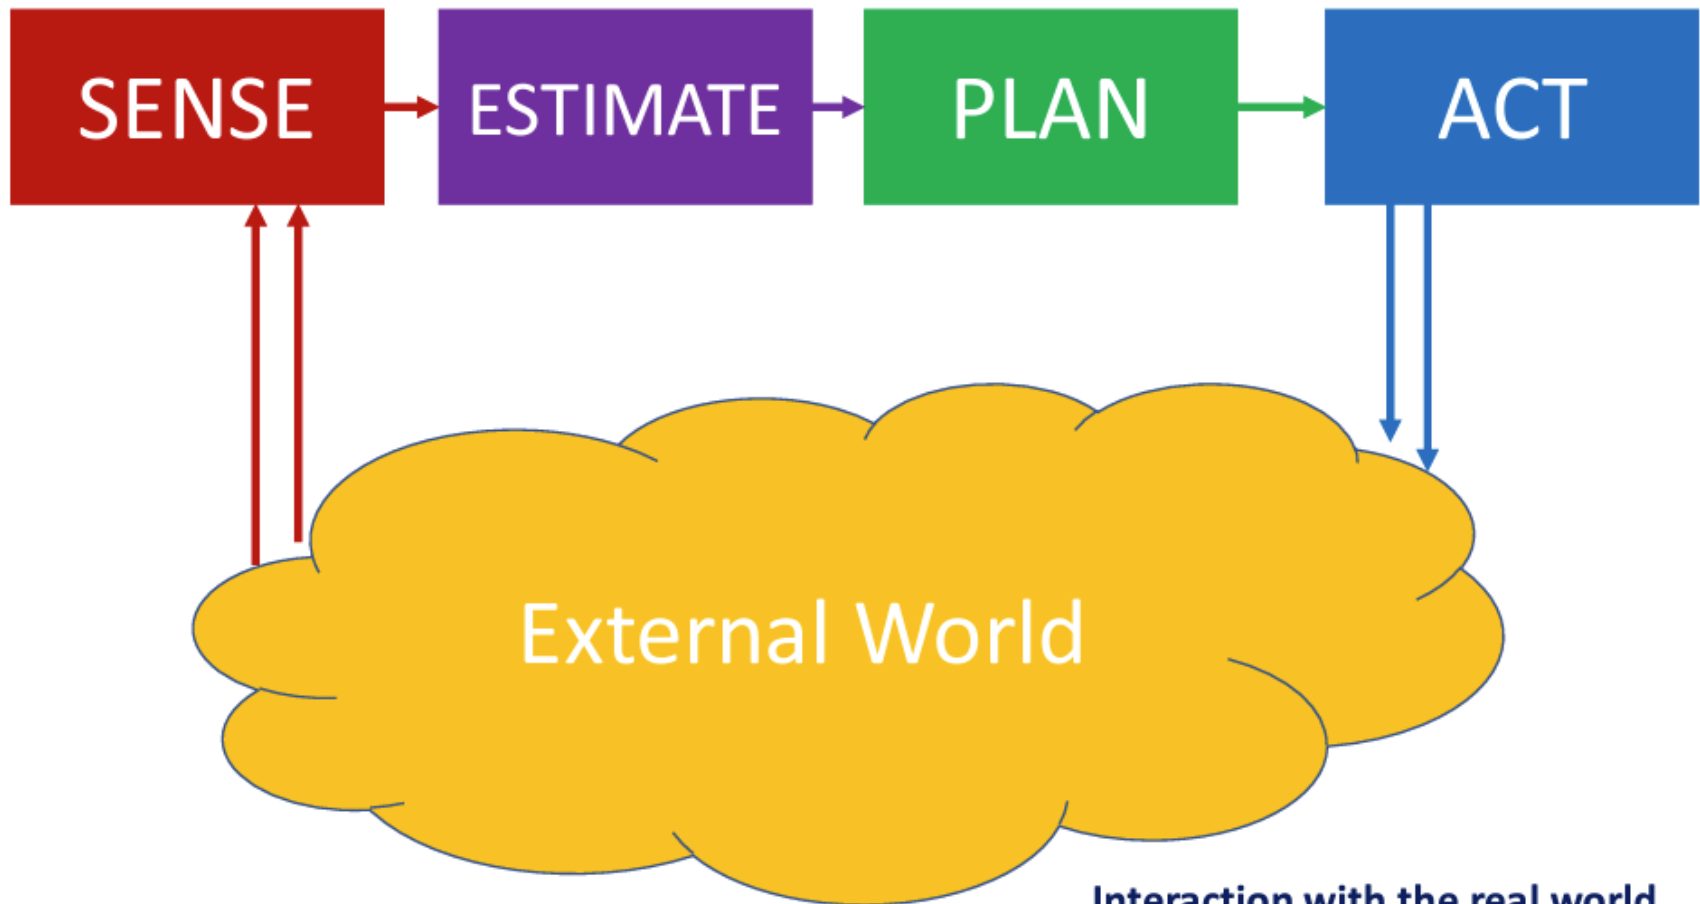 SENSE
ESTIMATE
PLAN
ACT
External World
Interaction with the real world